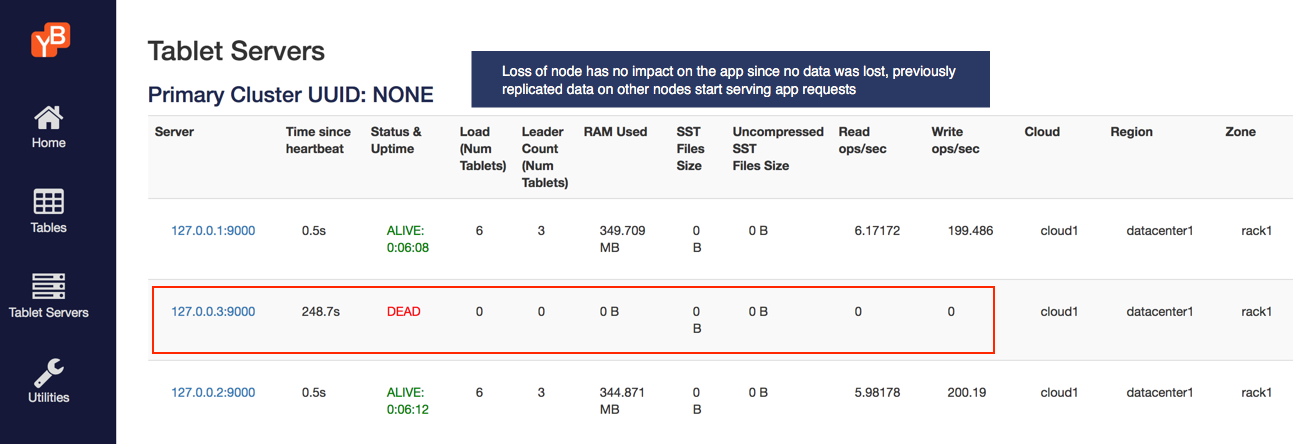 YB
Tablet Servers
Loss of node has no impact on the app since no data was lost, previously
replicated data on other nodes start serving app requests
Primary Cluster UUID: NONE
Home
Tables
Tablet Servers
Utilities
Server
Time since
heartbeat
Status &
Uptime
Load
(Num
Tablets)
Leader
Count
(Num
Tablets)
RAM Used
SST
Files
Size
Uncompressed
SST
Files Size
Read
ops/sec
Write
ops/sec
Cloud
Region
Zone
127.0.0.1:9000
0.5s
ALIVE:
0:06:08
6
3
349.709
MB
0
B
0 B
6.17172
199.486
cloud1
datacenter1
rack1
127.0.0.3:9000
248.7s
DEAD
0
0
0 B
0
B
0 B
0
0
cloud1
datacenter1
rack1
127.0.0.2:9000
0.5s
ALIVE:
0:06:12
6
3
344.871
MB
0
B
0 B
5.98178
200.19
cloud1
datacenter1
rack1